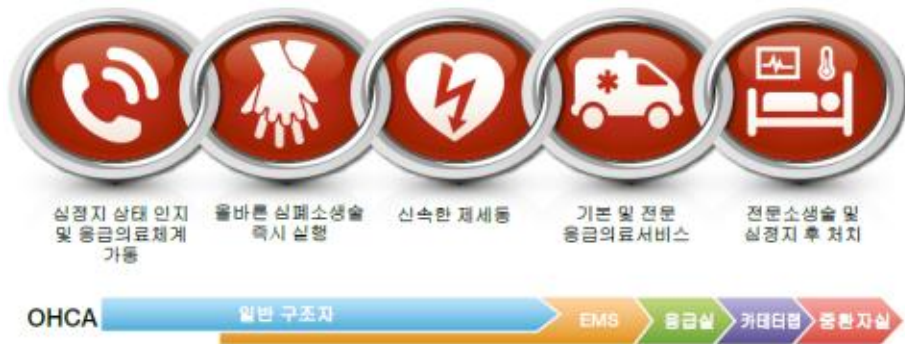 심정지 상태 인지
및 응급의료체계
가동
올바른 심폐소생술
즉시 실행
신속한 제세동
기본 및 전문
응급의료서비스
전문소생술 및
심정지 후 처치
OHCA 일반 구조자 EMS 응급실 카테터랩 중환자실